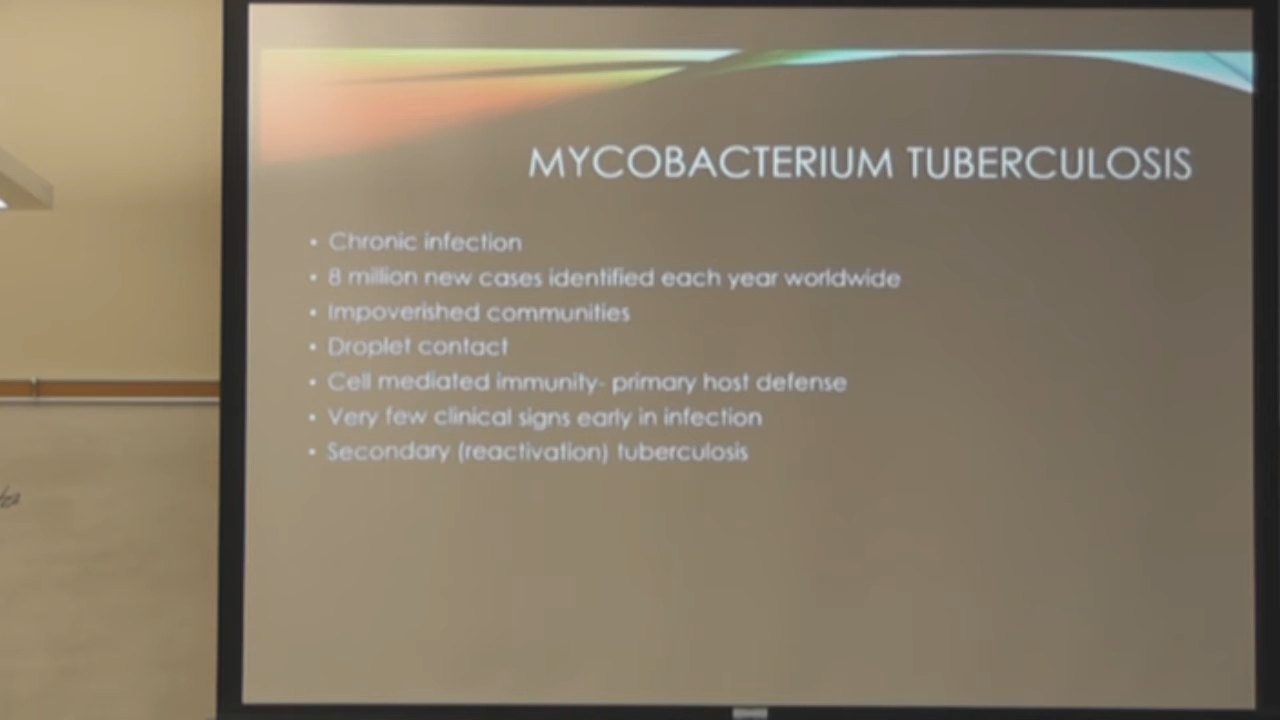 MYCOBACTERIUM TUBERCULOSIS
• Chronic infection
• 8 million new cases identified each year worldwide
• Impoverished communities
• Droplet contact
• Cell mediated immunity- primary host defense
• Very few clinical signs early in infection
• Secondary (reactivation) tuberculosis